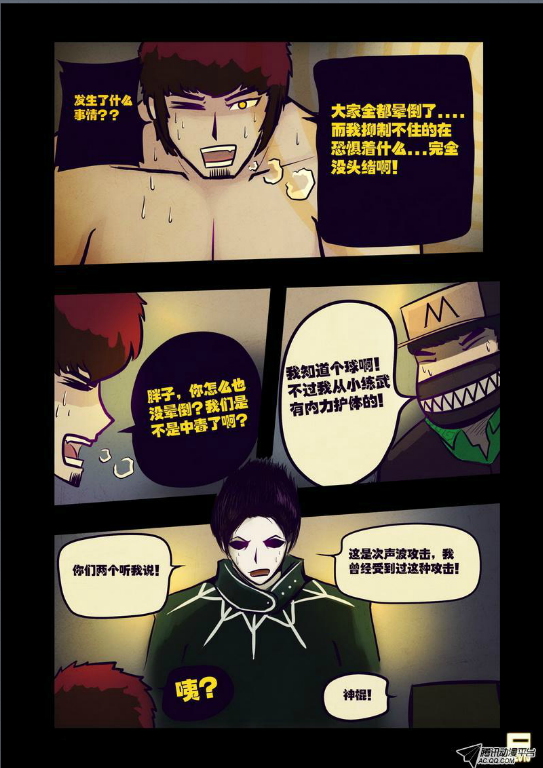 发生了什么
事情??
大家全都晕倒了....
而我抑制不住的在
恐惧着什么...完全
没头绪啊!
胖子,你怎么也
没晕倒?我们是
不是中毒了啊?
我知道个球啊!
不过我从小练武
有内力护体的!
M
你们两个听我说!
这是次声波攻击,我
曾经受到过这种攻击!
咦?
神棍!
腾讯动漫平台
AC.QQ.COM